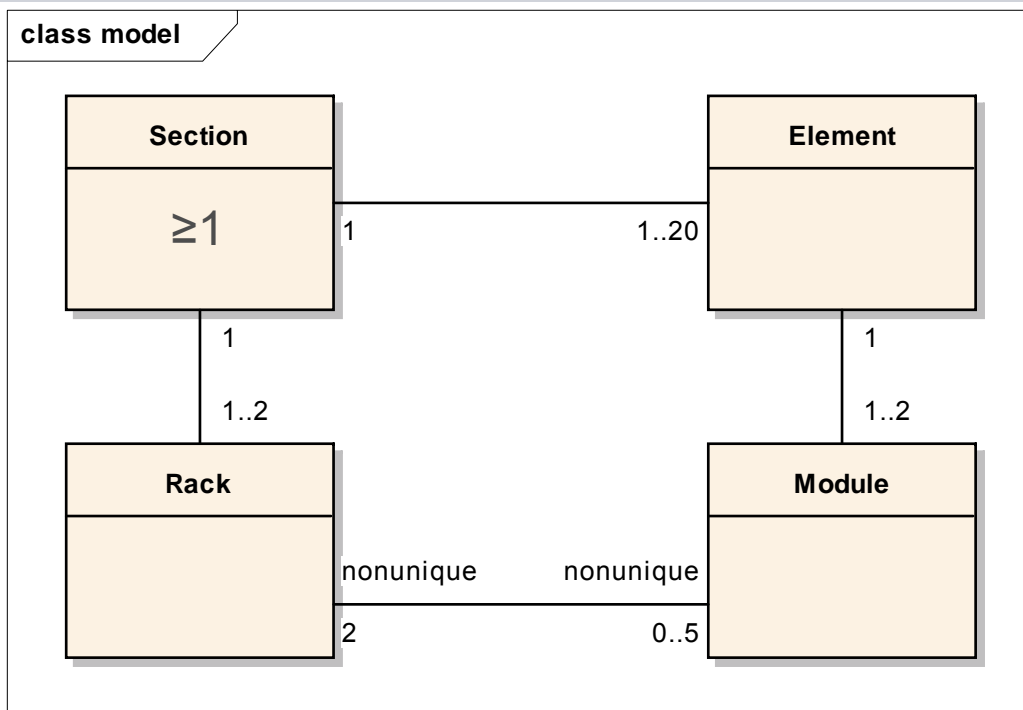 class model
Section
Element
≥1
1
1..20
1
1
1..2
1..2
Rack
Module
nonunique
nonunique
2
0..5